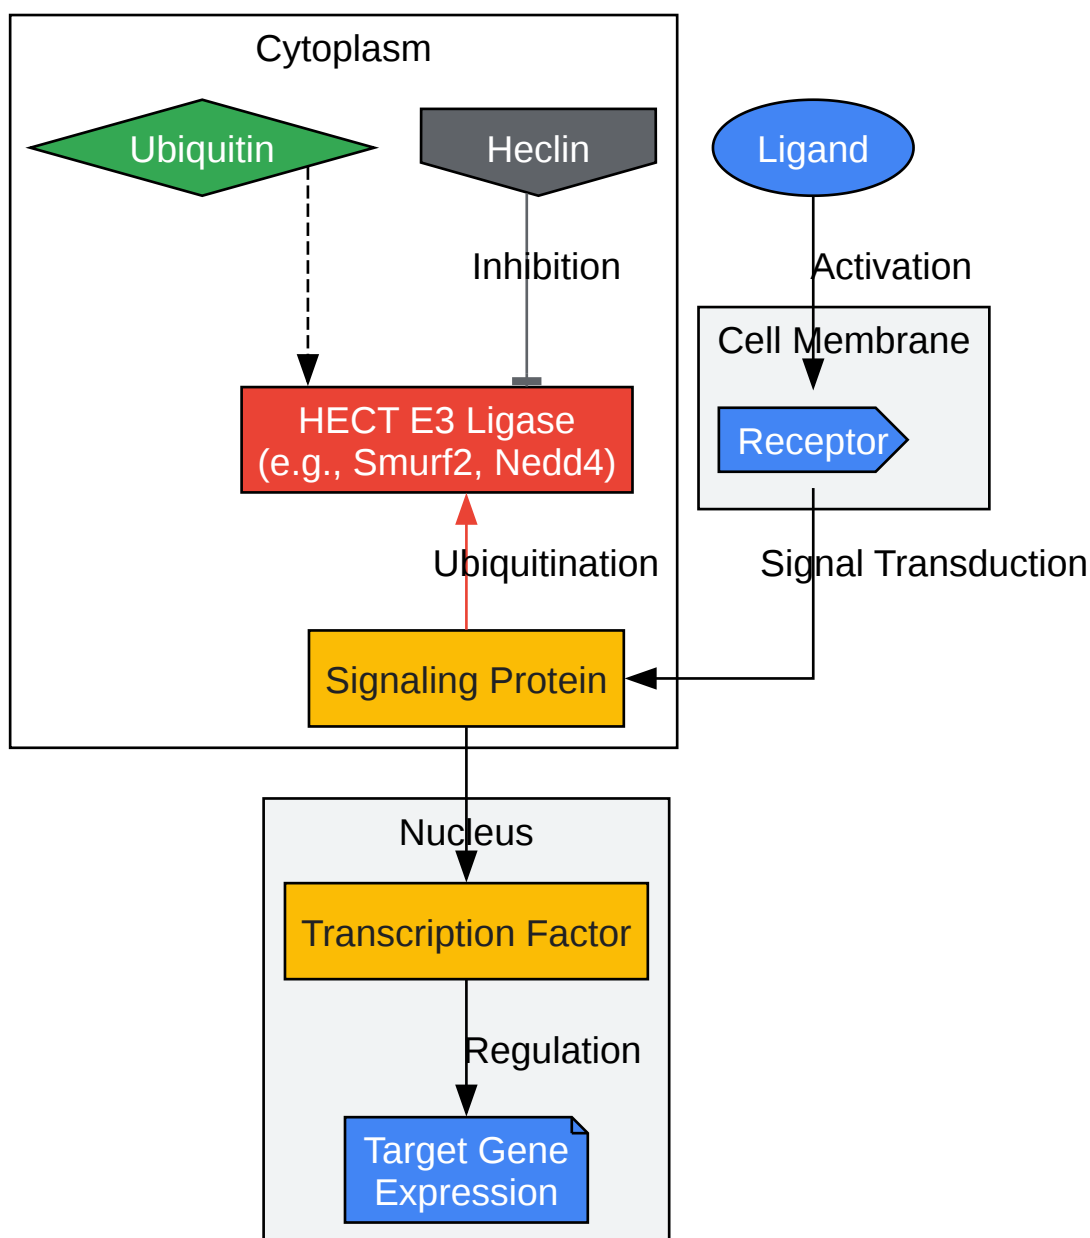 Cytoplasm
Ubiquitin
Heclin
Ligand
Inhibition
Activation
Cell Membrane
HECT E3 Ligase
(e.g., Smurf2, Nedd4)
Receptor
Ubiquitination
Signal Transduction
Signaling Protein
Nucleus
Transcription Factor
Regulation
Target Gene
Expression